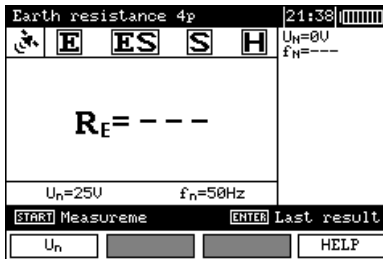 Earth resistance 4p 21:38
E ES S H
UN=0V
fN=---
RE=---
Un=25V fn=50Hz
START Measureme ENTER Last result
Un HELP